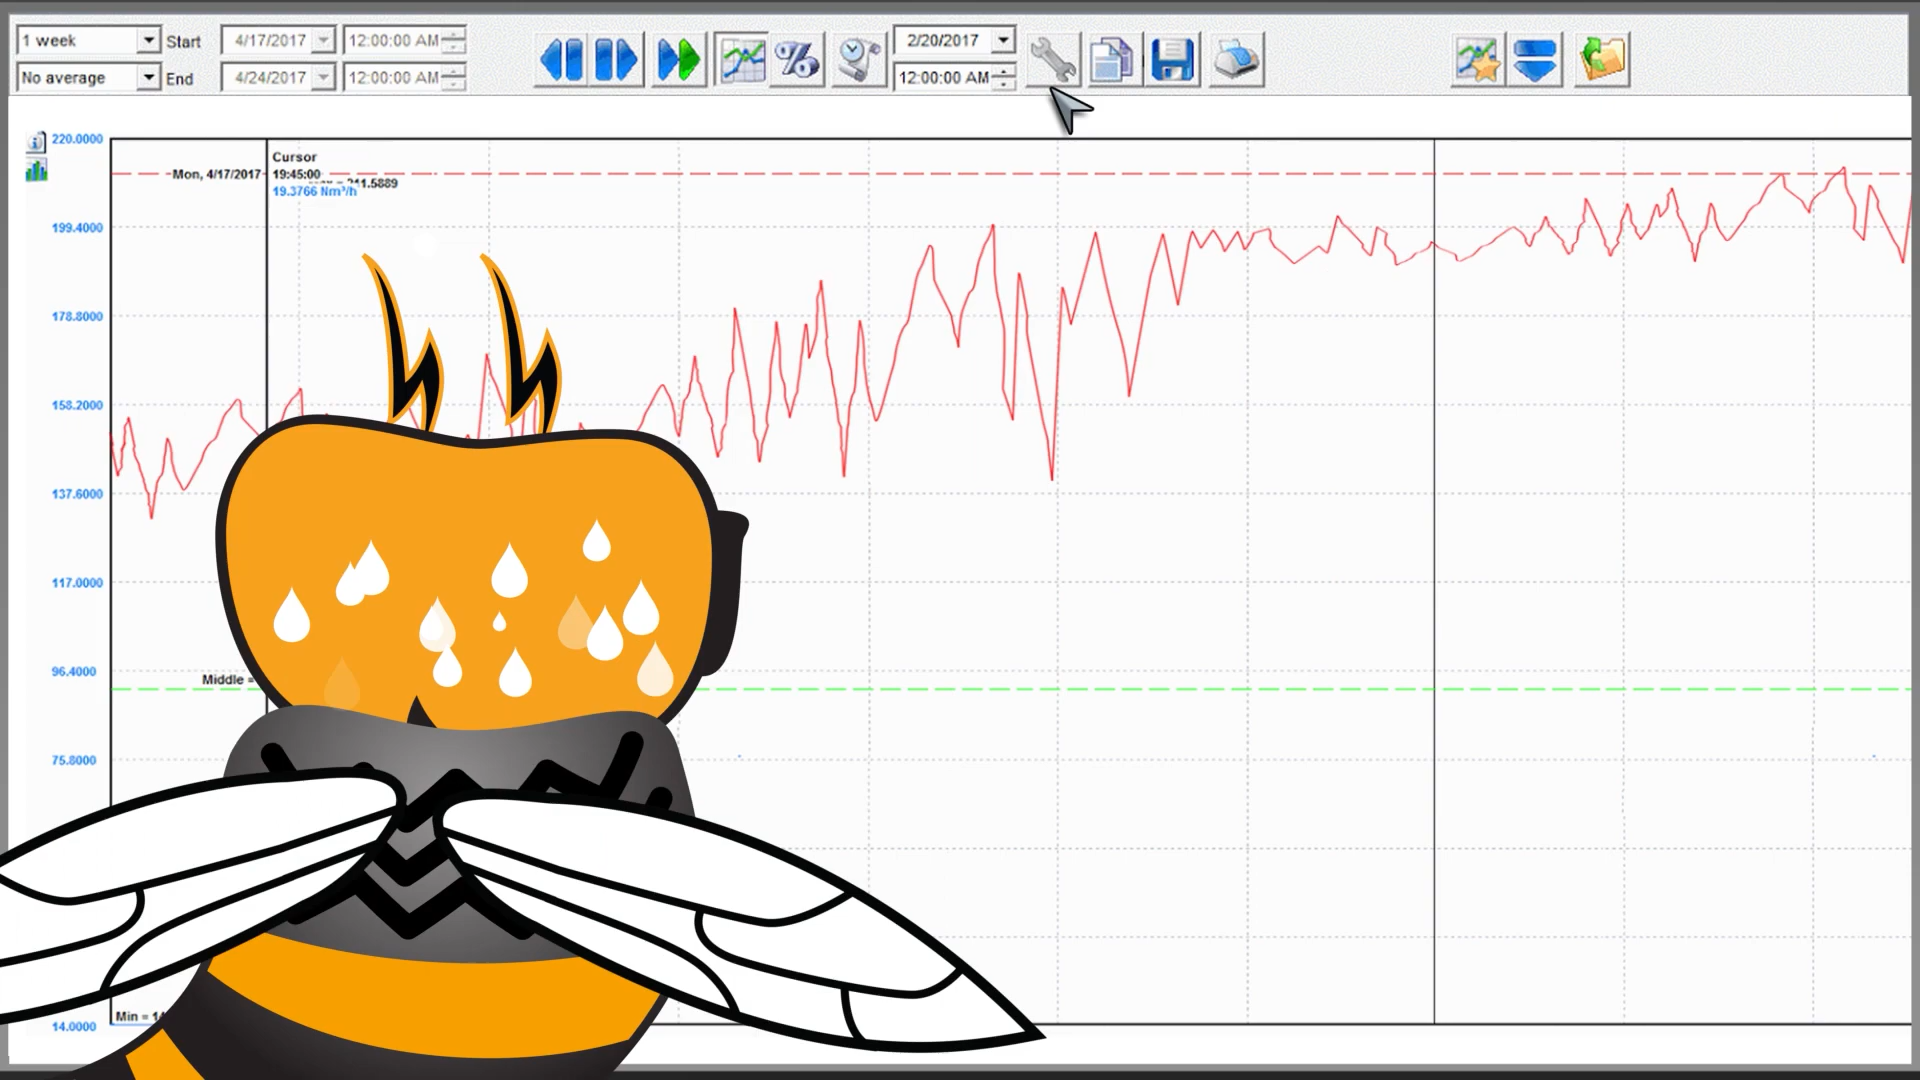 1 week Start 4/17/2017 12:00:00 AM
No average End 4/24/2017 12:00:00 AM
%
2/20/2017
12:00:00 AM
220.0000
Cursor
Mon, 4/17/2017 19:45:00
19.3766 Nm³/h
199.4000
178.8000
158.2000
137.6000
117.0000
96.4000
Middle =
75.8000
Min =
14.0000